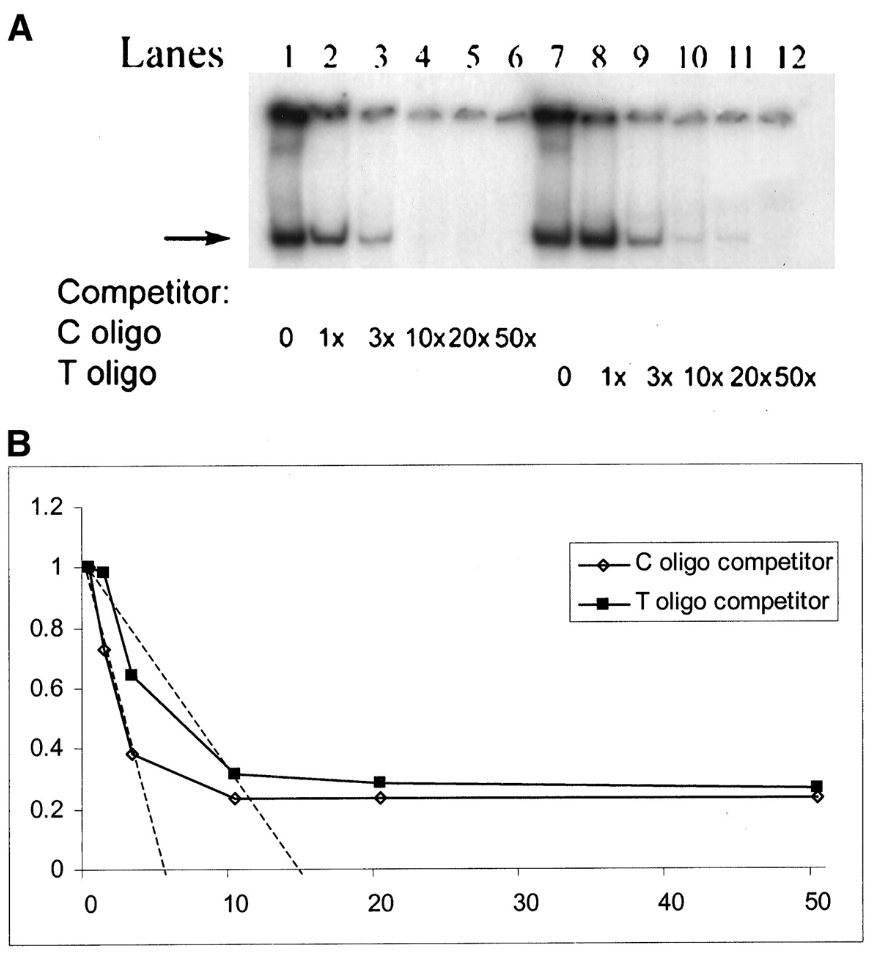 A
Lanes 1 2 3 4 5 6 7 8 9 10 11 12
Competitor:
C oligo 0 1x 3x 10x 20x 50x
T oligo 0 1x 3x 10x 20x 50x
B
1.2
1
0.8
0.6
0.4
0.2
0
0 10 20 30 40 50
C oligo competitor
T oligo competitor